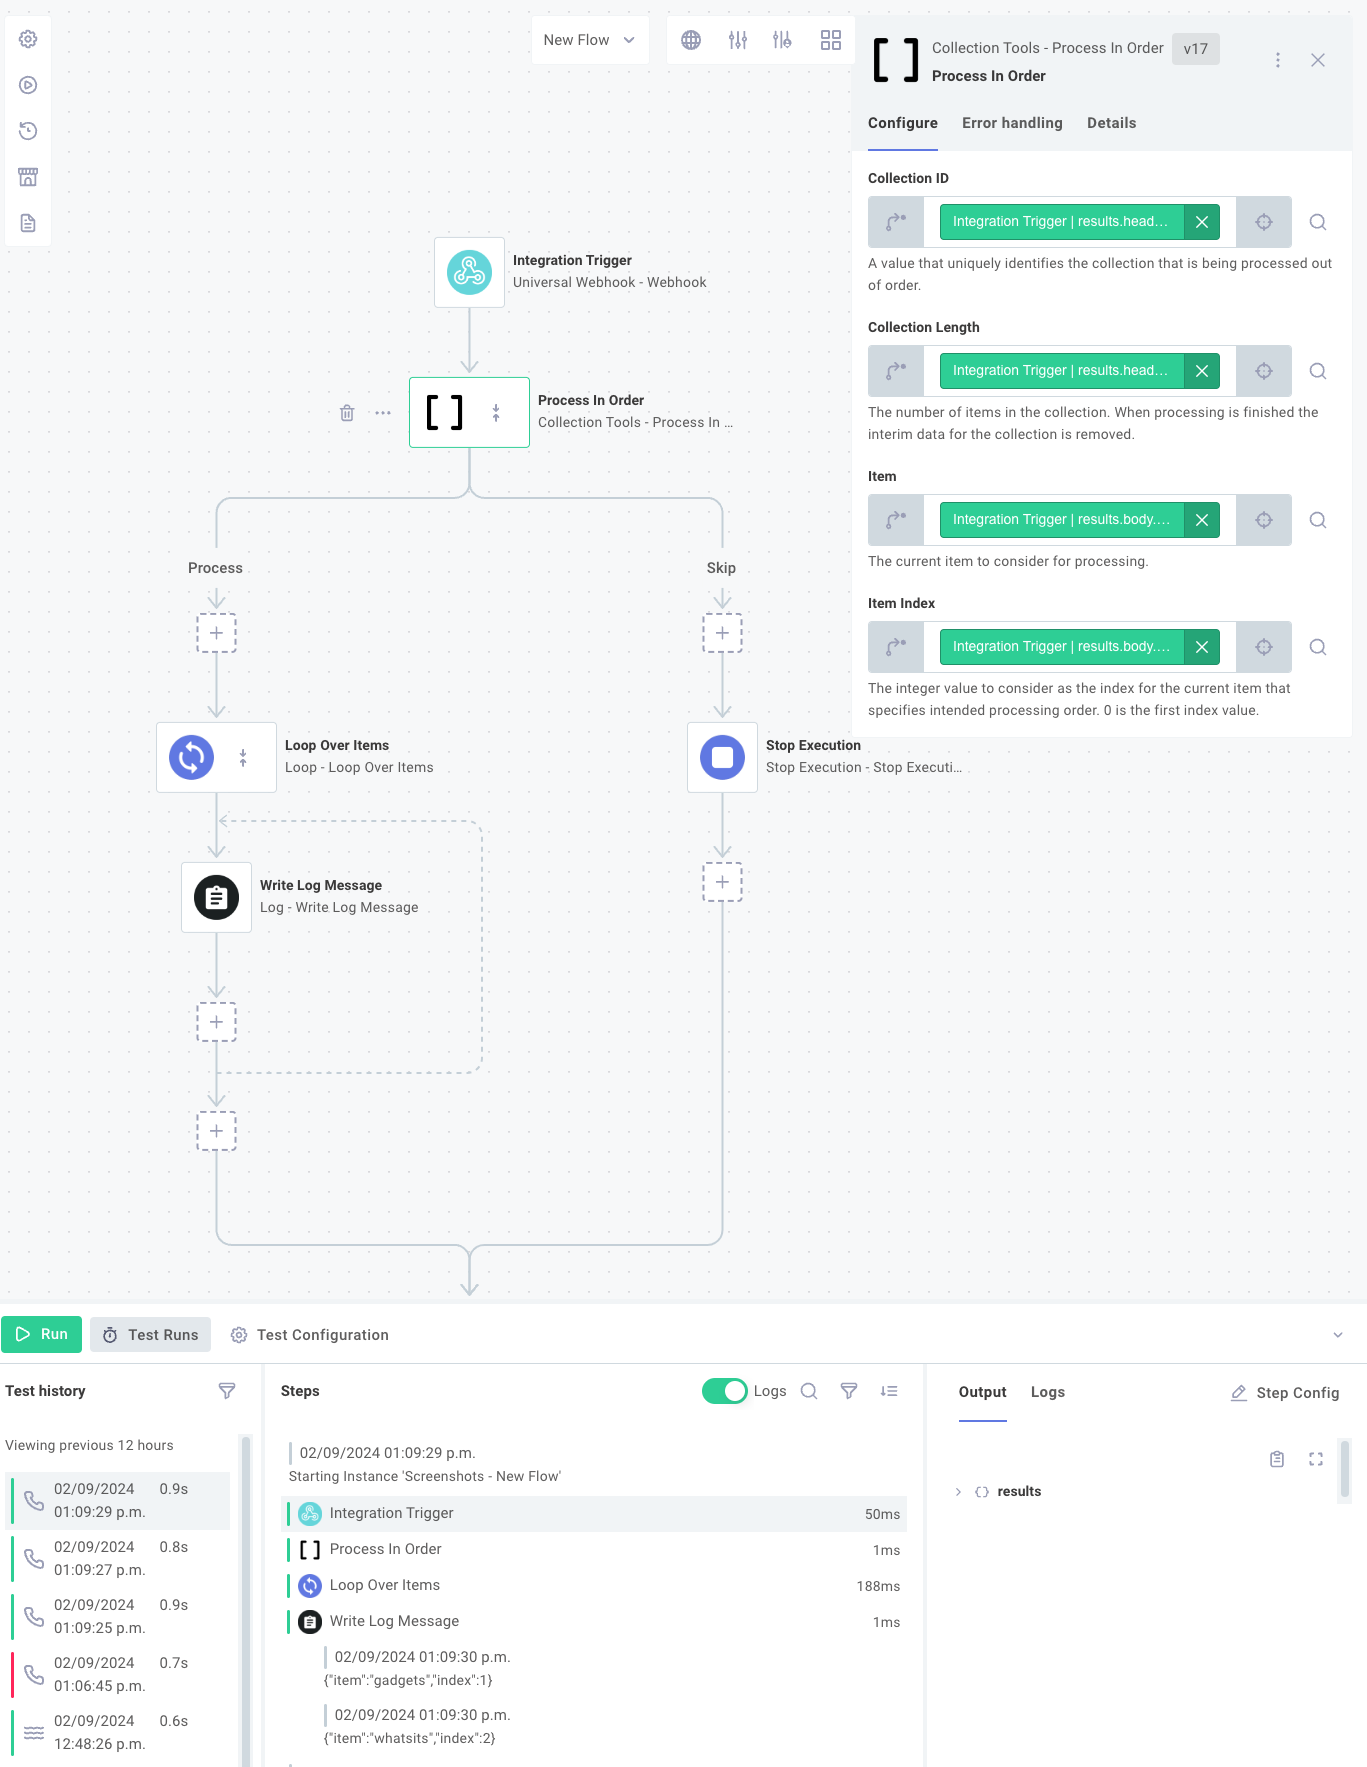 New Flow
Collection Tools - Process In Order
v17
Process In Order
Configure
Error handling
Details
Collection ID
Integration Trigger | results.head...
A value that uniquely identifies the collection that is being processed out
of order.
Collection Length
Integration Trigger | results.head...
The number of items in the collection. When processing is finished the
interim data for the collection is removed.
Item
Integration Trigger | results.body....
The current item to consider for processing.
Item Index
Integration Trigger | results.body....
The integer value to consider as the index for the current item that
specifies intended processing order. 0 is the first index value.
Integration Trigger
Universal Webhook - Webhook
Process In Order
Collection Tools - Process In ...
Process
Skip
Loop Over Items
Loop - Loop Over Items
Stop Execution
Stop Execution - Stop Executi...
Write Log Message
Log - Write Log Message
Run
Test Runs
Test Configuration
Test history
Viewing previous 12 hours
02/09/2024 0.9s
01:09:29 p.m.
02/09/2024 0.8s
01:09:27 p.m.
02/09/2024 0.9s
01:09:25 p.m.
02/09/2024 0.7s
01:06:45 p.m.
02/09/2024 0.6s
12:48:26 p.m.
Steps
Logs
02/09/2024 01:09:29 p.m.
Starting Instance 'Screenshots - New Flow'
Integration Trigger 50ms
Process In Order 1ms
Loop Over Items 188ms
Write Log Message 1ms
02/09/2024 01:09:30 p.m.
{"item":"gadgets","index":1}
02/09/2024 01:09:30 p.m.
{"item":"whatsits","index":2}
Output
Logs
Step Config
{} results